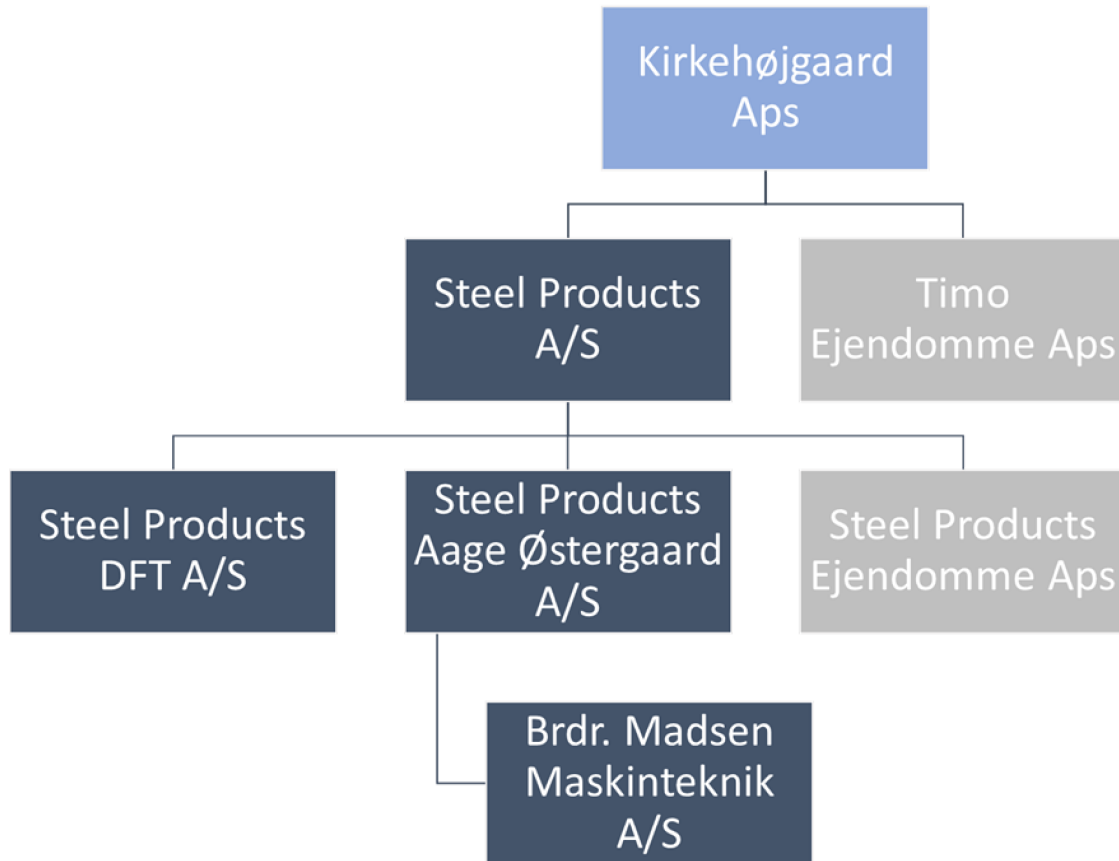 Kirkehøjgaard
Aps
Steel Products
A/S
Timo
Ejendomme Aps
Steel Products
DFT A/S
Steel Products
Aage Østergaard
A/S
Steel Products
Ejendomme Aps
Brdr. Madsen
Maskinteknik
A/S